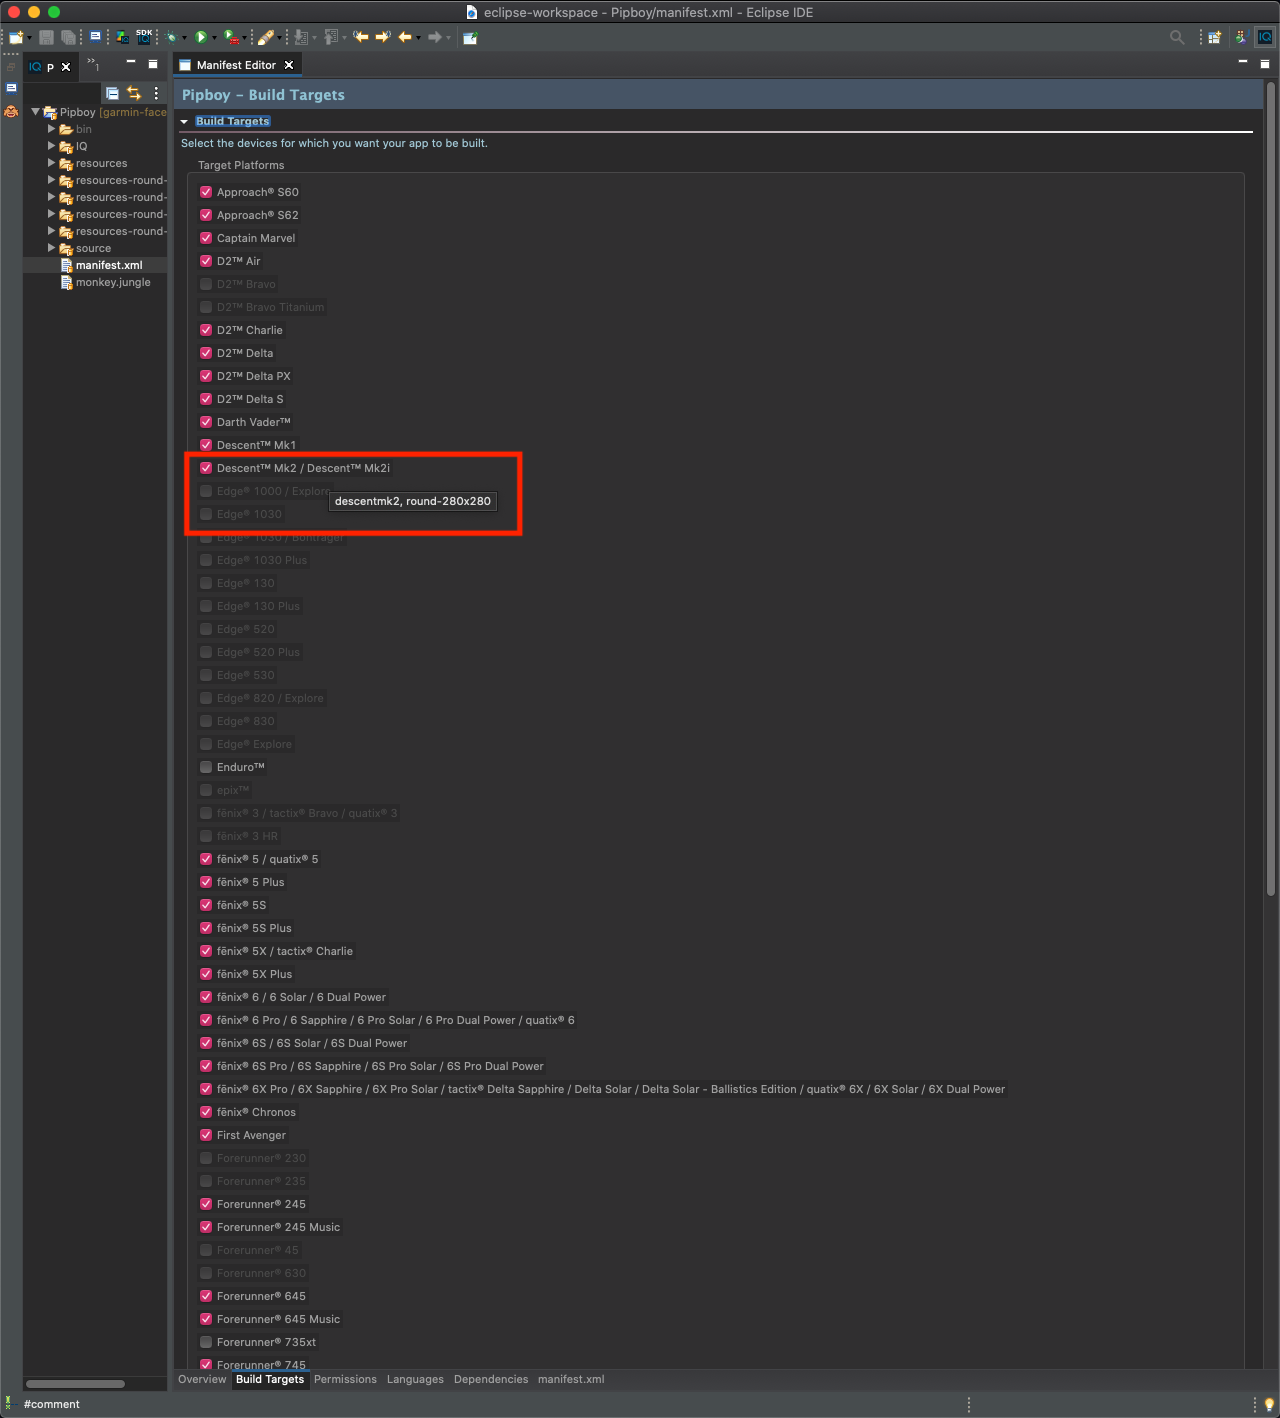 eclipse-workspace - Pipboy/manifest.xml - Eclipse IDE
SDK
IQ P
»1
Manifest Editor
Pipboy [garmin-face
bin
IQ
resources
resources-round-
resources-round-
resources-round-
resources-round-
source
manifest.xml
monkey.jungle
Pipboy - Build Targets
Build Targets
Select the devices for which you want your app to be built.
Target Platforms
Approach® S60
Approach® S62
Captain Marvel
D2™ Air
D2™ Bravo
D2™ Bravo Titanium
D2™ Charlie
D2™ Delta
D2™ Delta PX
D2™ Delta S
Darth Vader™
Descent™ Mk1
Descent™ Mk2 / Descent™ Mk2i
Edge® 1000 / Explore
descentmk2, round-280x280
Edge® 1030
Edge® 1030 / Bontrager
Edge® 1030 Plus
Edge® 130
Edge® 130 Plus
Edge® 520
Edge® 520 Plus
Edge® 530
Edge® 820 / Explore
Edge® 830
Edge® Explore
Enduro™
epix™
fēnix® 3 / tactix® Bravo / quatix® 3
fēnix® 3 HR
fēnix® 5 / quatix® 5
fēnix® 5 Plus
fēnix® 5S
fēnix® 5S Plus
fēnix® 5X / tactix® Charlie
fēnix® 5X Plus
fēnix® 6 / 6 Solar / 6 Dual Power
fēnix® 6 Pro / 6 Sapphire / 6 Pro Solar / 6 Pro Dual Power / quatix® 6
fēnix® 6S / 6S Solar / 6S Dual Power
fēnix® 6S Pro / 6S Sapphire / 6S Pro Solar / 6S Pro Dual Power
fēnix® 6X Pro / 6X Sapphire / 6X Pro Solar / tactix® Delta Sapphire / Delta Solar / Delta Solar - Ballistics Edition / quatix® 6X / 6X Solar / 6X Dual Power
fēnix® Chronos
First Avenger
Forerunner® 230
Forerunner® 235
Forerunner® 245
Forerunner® 245 Music
Forerunner® 45
Forerunner® 630
Forerunner® 645
Forerunner® 645 Music
Forerunner® 735xt
Forerunner® 745
Overview Build Targets Permissions Languages Dependencies manifest.xml
#comment